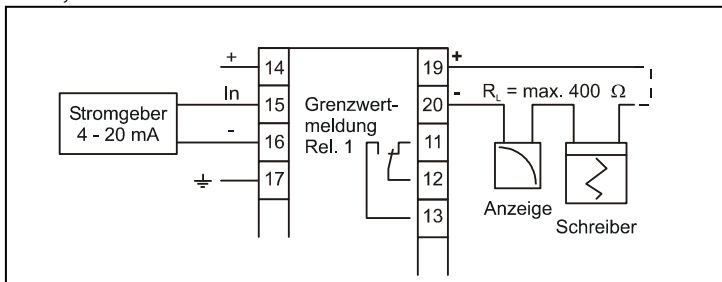 +
14
In
15
-
16
17
Stromgeber
4 - 20 mA
Grenzwert-
meldung
Rel. 1
19
+
20
-
R_L = max. 400 Ω
11
12
13
Anzeige
Schreiber